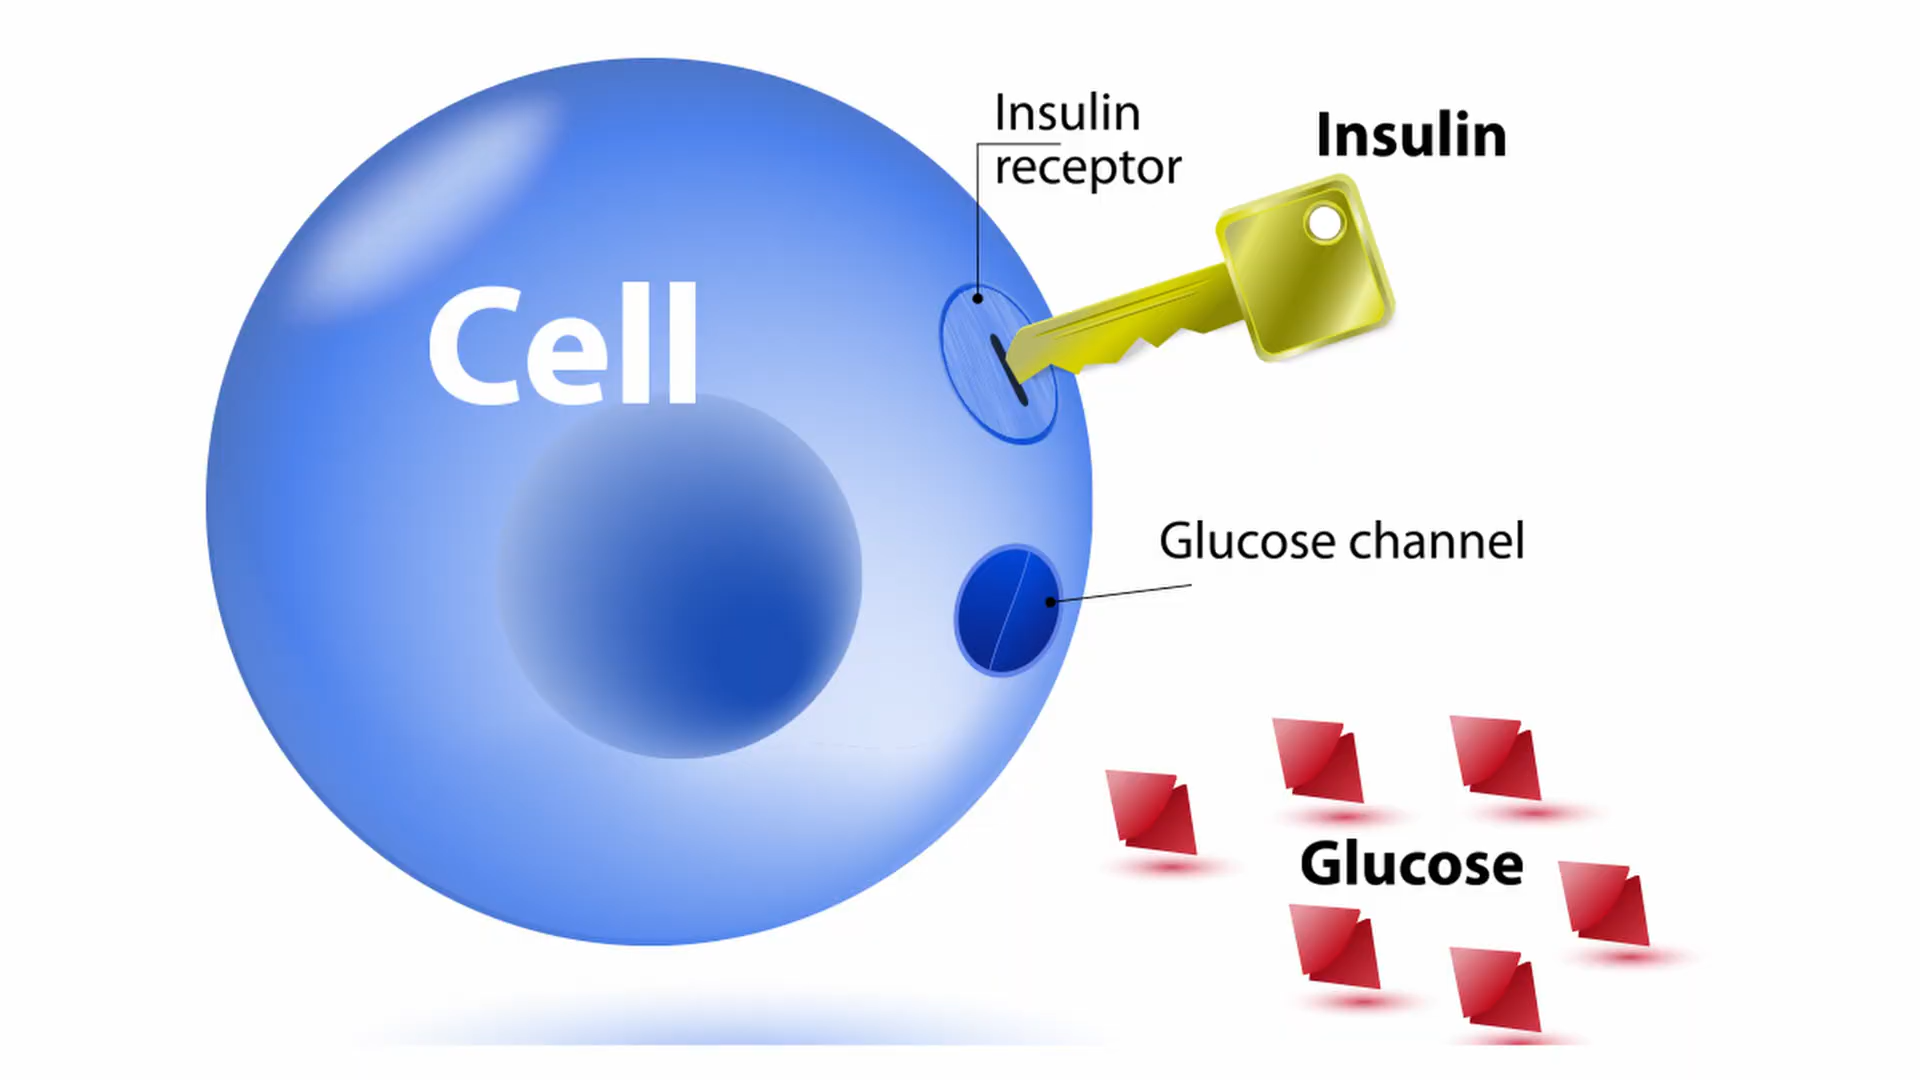 Insulin
receptor
Insulin
Cell
Glucose channel
Glucose